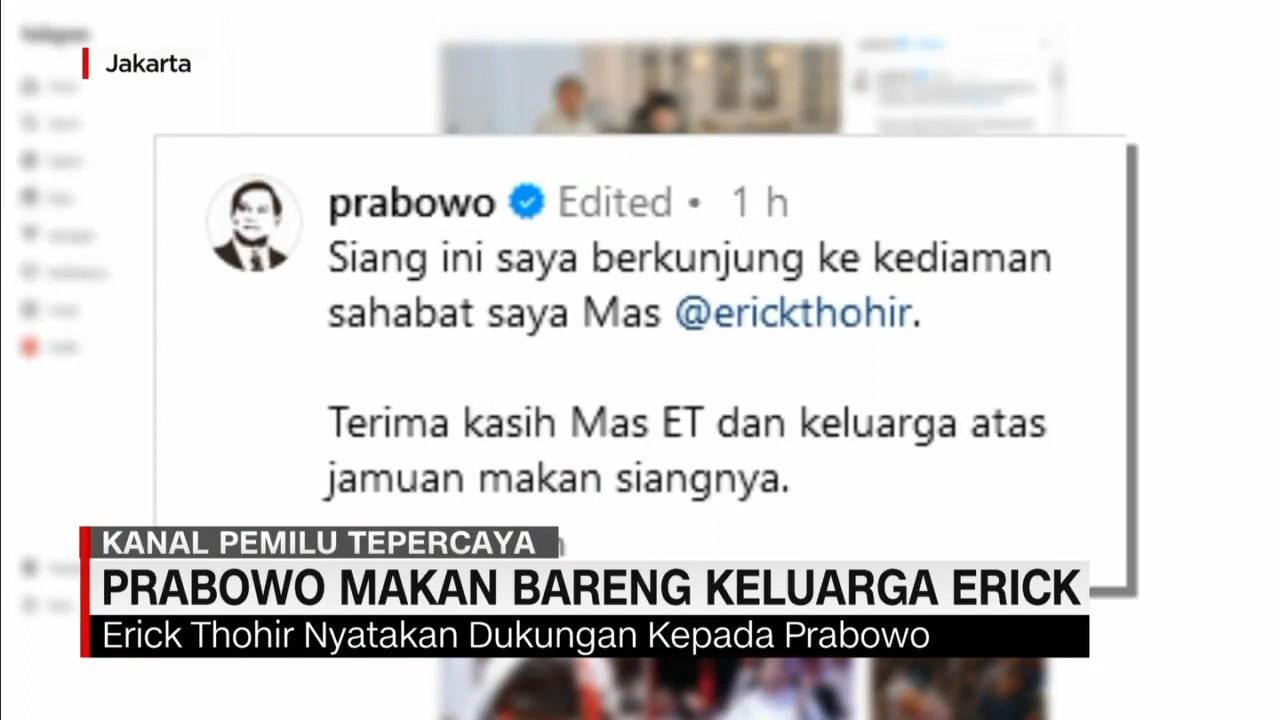 Jakarta
prabowo Edited • 1 h
Siang ini saya berkunjung ke kediaman
sahabat saya Mas @erickthohir.
Terima kasih Mas ET dan keluarga atas
jamuan makan siangnya.
KANAL PEMILU TEPERCAYA
PRABOWO MAKAN BARENG KELUARGA ERICK
Erick Thohir Nyatakan Dukungan Kepada Prabowo